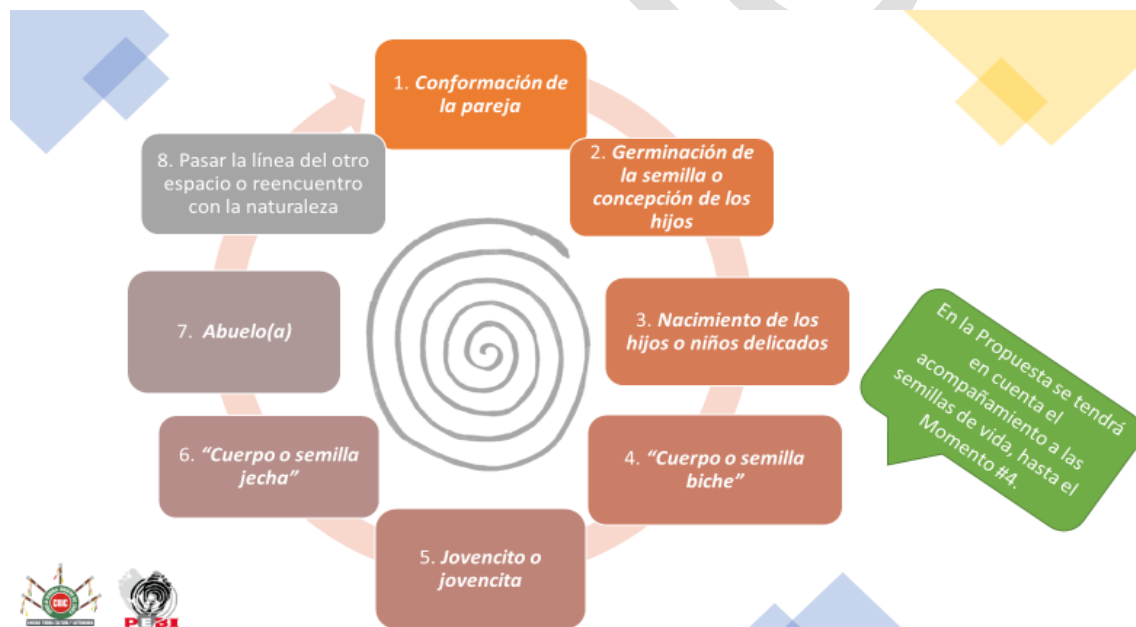 1. Conformación de
la pareja
2. Germinación de
la semilla o
concepción de los
hijos
3. Nacimiento de los
hijos o niños delicados
4. “Cuerpo o semilla
biche”
5. Jovencito o
jovencita
6. “Cuerpo o semilla
jecha”
7. Abuelo(a)
8. Pasar la línea del otro
espacio o reencuentro
con la naturaleza
En la Propuesta se tendrá
en cuenta el
acompañamiento a las
semillas de vida, hasta el
Momento #4.
CRIC
PEBI